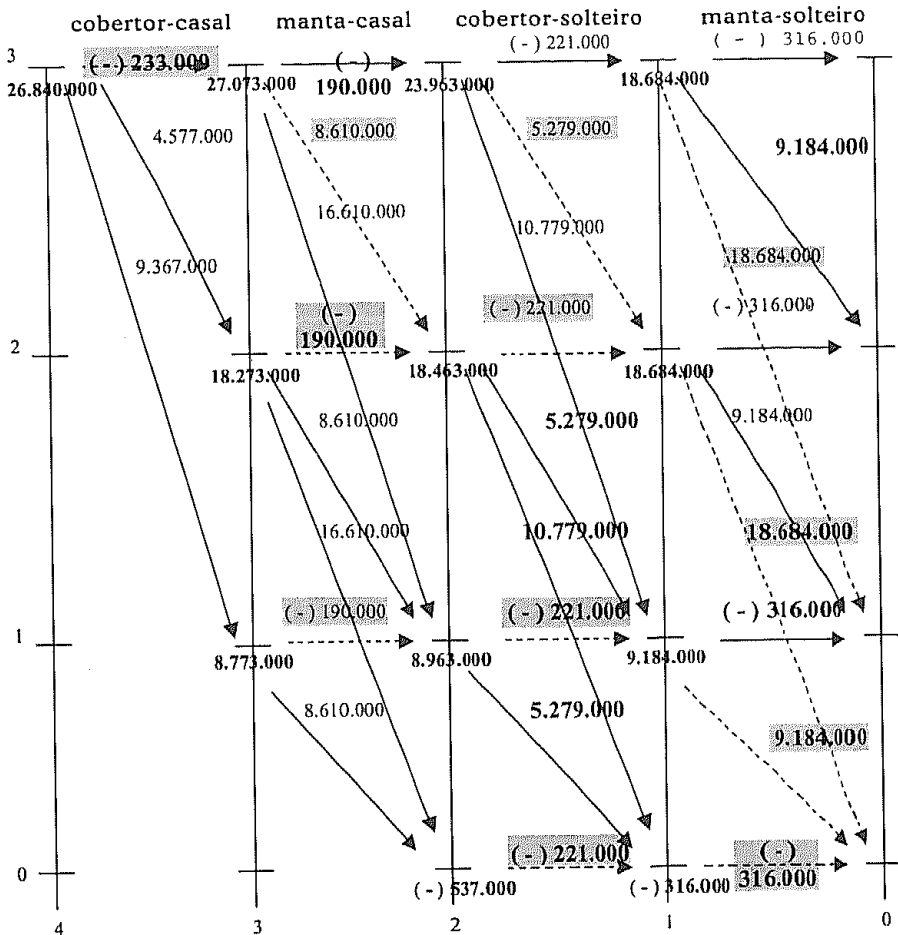 cobertor-casal manta-casal cobertor-solteiro manta-solteiro
3 (-) 233.009 (-) (-) 221.000 (-) 316.000
26.840.000 27.073.000 190.000 23.963.000 18.684.000
4.577.000 8.610.000 5.279.000 9.184.000
16.610.000 10.779.000
9.367.000 18.684.000
(-) (-) 221.000 (-) 316.000
2 190.000
18.273.000 18.463.000 18.684.000
8.610.000 5.279.000 9.184.000
16.610.000 10.779.000 18.684.000
1 (-) 190.000 (-) 221.000 (-) 316.000
8.773.000 8.963.000 9.184.000
8.610.000 5.279.000 9.184.000
0 (-) 221.000 (-)
(-) 537.000 (-) 316.000 316.000
4 3 2 1 0